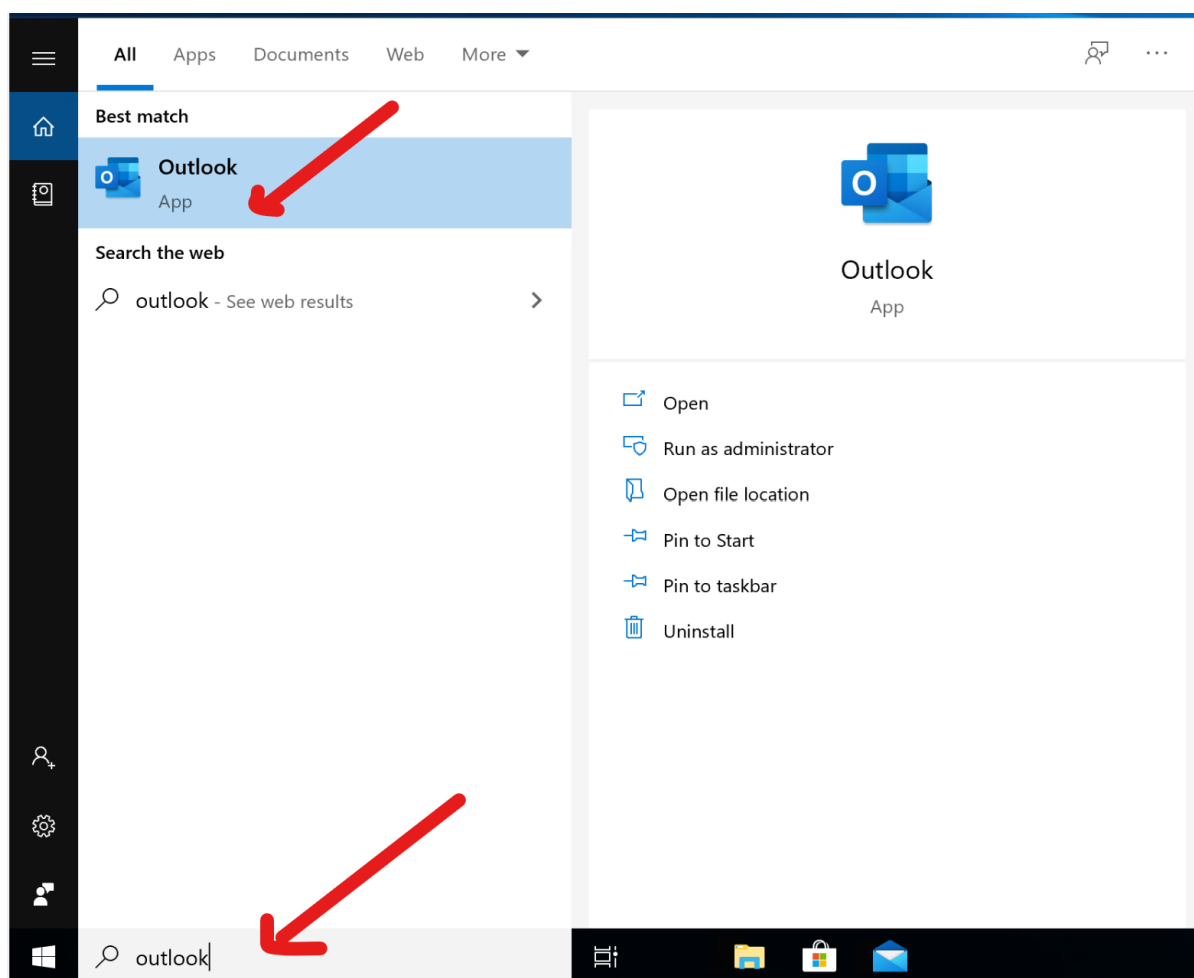 All Apps Documents Web More
Best match
Outlook
App
Search the web
outlook - See web results
Outlook
App
Open
Run as administrator
Open file location
Pin to Start
Pin to taskbar
Uninstall
outlook